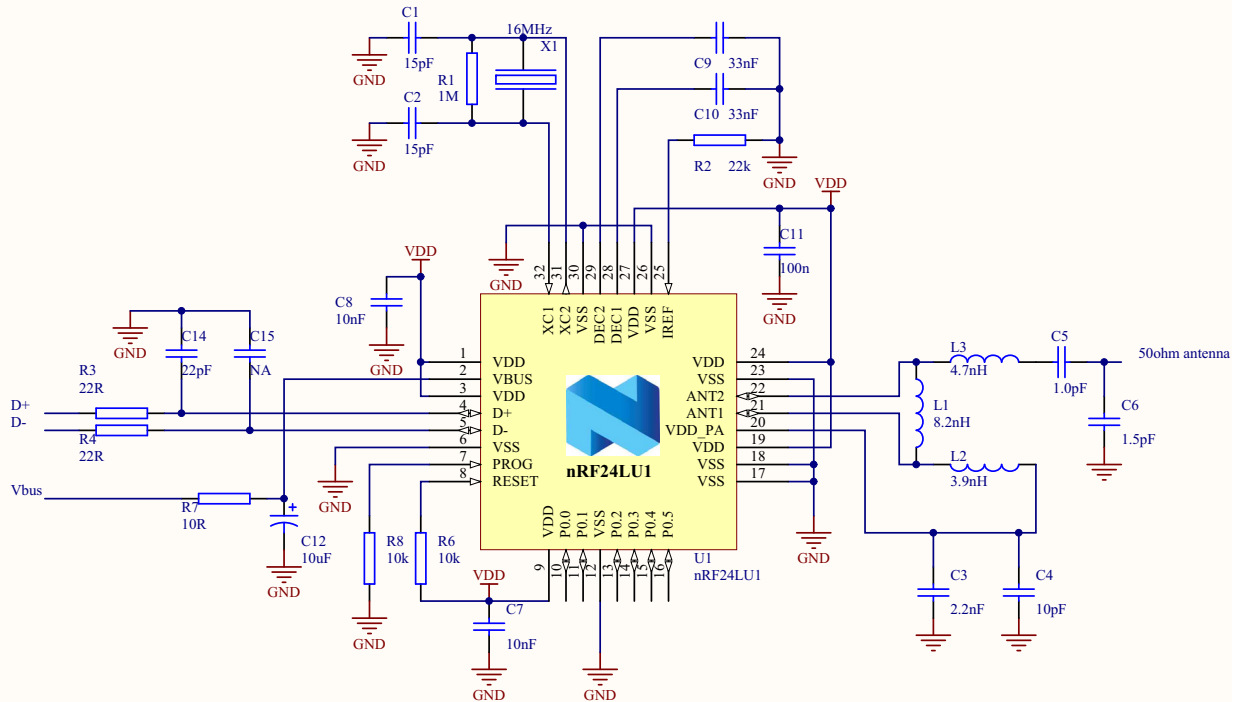 C1
15pF
GND
16MHz
X1
R1
1M
C2
15pF
GND
C9 33nF
C10 33nF
R2 22k
GND
VDD
C11
100n
GND
GND
VDD
C8
10nF
GND
32
31
30
29
28
27
26
25
XC1
XC2
VSS
DEC2
DEC1
VDD
VSS
IREF
GND
C14
22pF
C15
NA
R3
22R
D+
D-
R4
22R
Vbus
R7
10R
C12
10uF
GND
GND
1 VDD
2 VBUS
3 VDD
4 D+
5 D-
6 VSS
7 PROG
8 RESET
nRF24LU1
VDD 24
VSS 23
ANT2 22
ANT1 21
VDD_PA 20
VDD 19
VSS 18
VSS 17
VDD
P0.0
P0.1
VSS
P0.2
P0.3
P0.4
P0.5
9
10
11
12
13
14
15
16
U1
nRF24LU1
R8
10k
R6
10k
GND
VDD
C7
10nF
GND
GND
GND
L3
4.7nH
C5
1.0pF
50ohm antenna
L1
8.2nH
C6
1.5pF
GND
L2
3.9nH
C3
2.2nF
GND
C4
10pF
GND